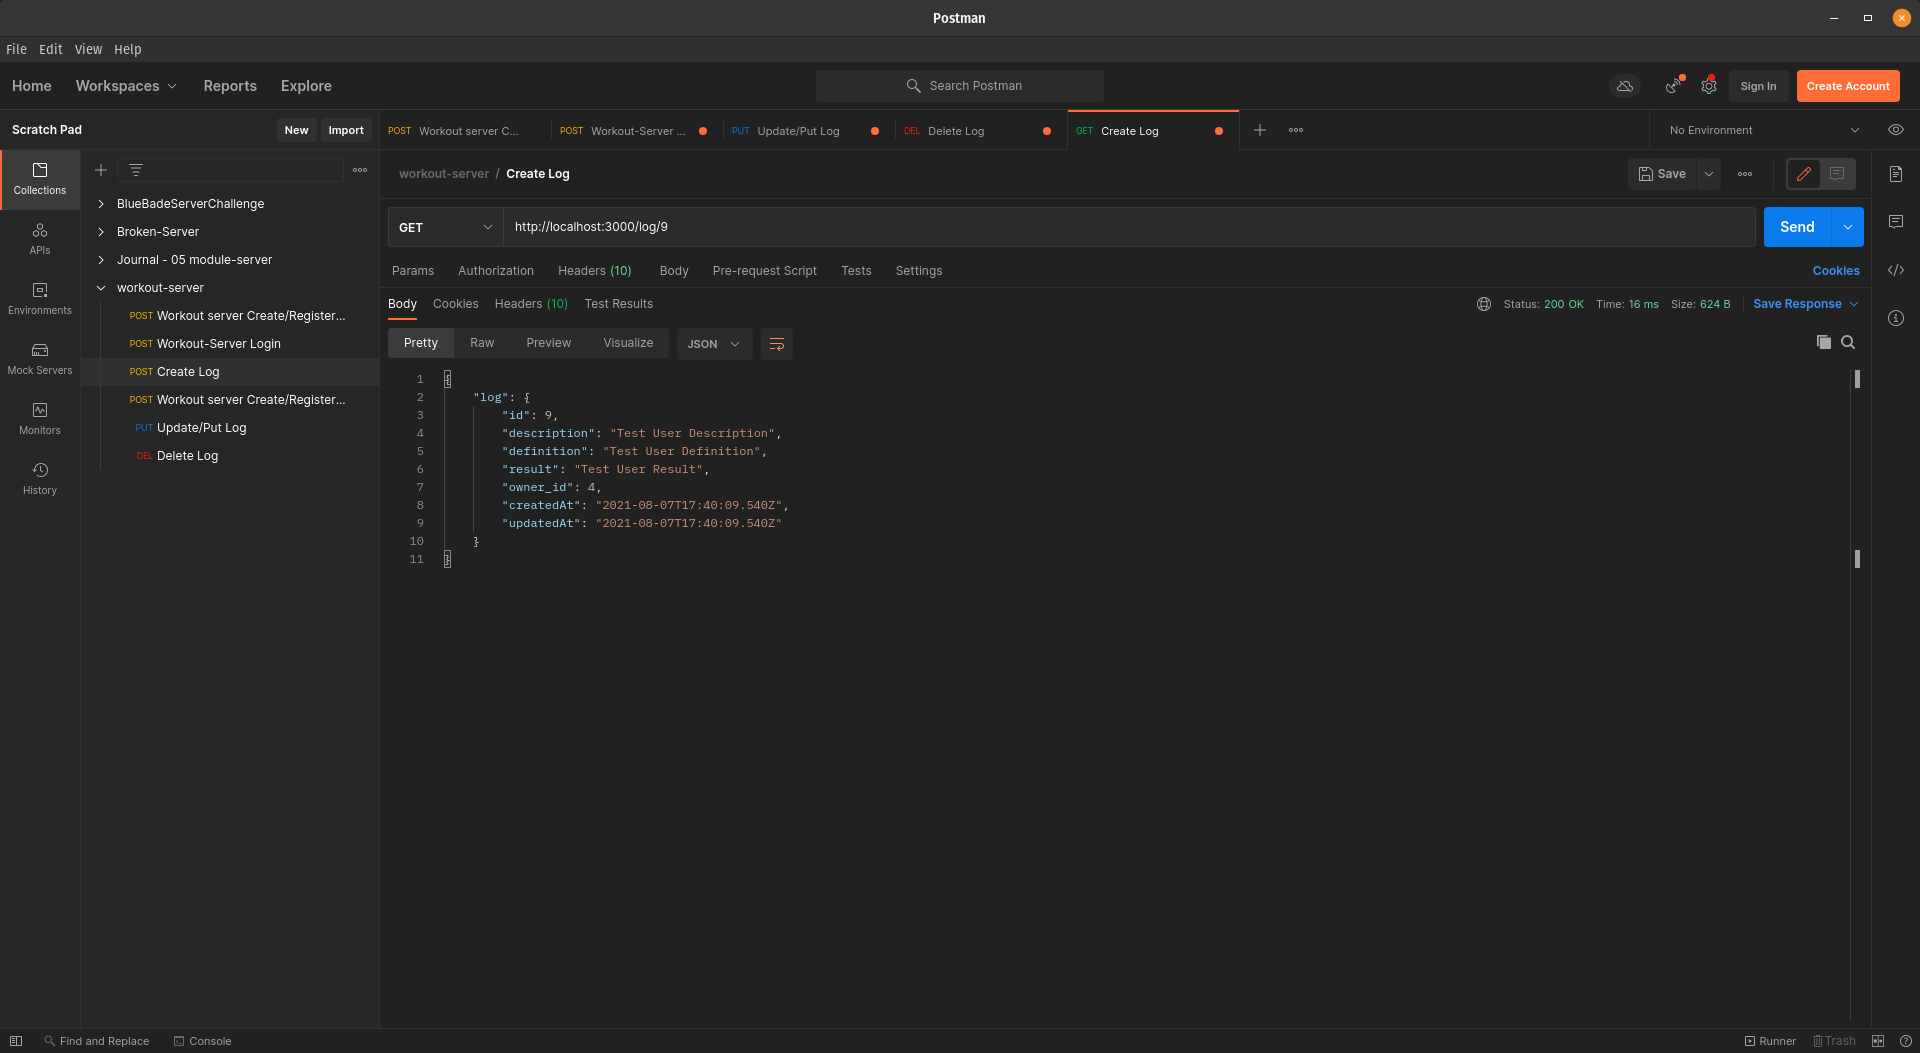 Postman
File Edit View Help
Home Workspaces Reports Explore Search Postman Sign In Create Account
Scratch Pad New Import
POST Workout server C... POST Workout-Server ... PUT Update/Put Log DEL Delete Log GET Create Log No Environment
Collections
APIs
Environments
Mock Servers
Monitors
History
BlueBadeServerChallenge
Broken-Server
Journal - 05 module-server
workout-server
POST Workout server Create/Register...
POST Workout-Server Login
POST Create Log
POST Workout server Create/Register...
PUT Update/Put Log
DEL Delete Log
workout-server / Create Log Save
GET http://localhost:3000/log/9 Send
Params Authorization Headers (10) Body Pre-request Script Tests Settings Cookies
Body Cookies Headers (10) Test Results Status: 200 OK Time: 16 ms Size: 624 B Save Response
Pretty Raw Preview Visualize JSON
1 {
2 "log": {
3 "id": 9,
4 "description": "Test User Description",
5 "definition": "Test User Definition",
6 "result": "Test User Result",
7 "owner_id": 4,
8 "createdAt": "2021-08-07T17:40:09.540Z",
9 "updatedAt": "2021-08-07T17:40:09.540Z"
10 }
11 }
Find and Replace Console Runner Trash